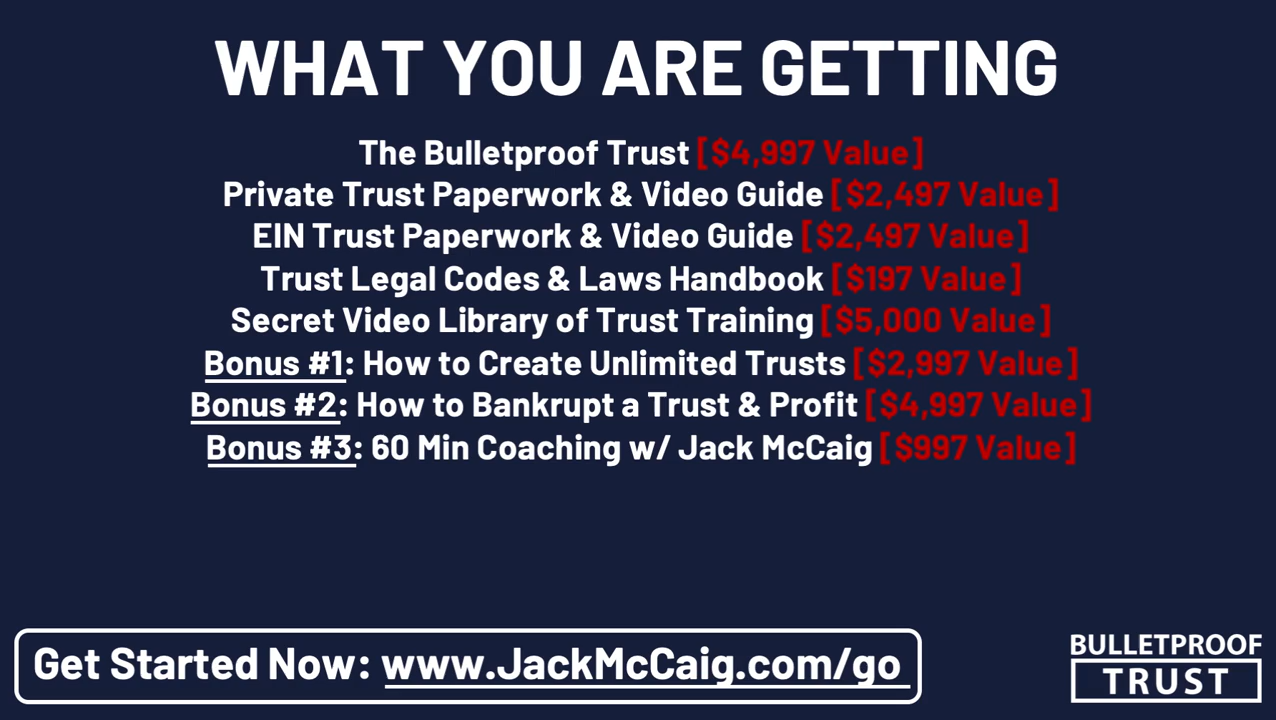 WHAT YOU ARE GETTING
The Bulletproof Trust [$4,997 Value]
Private Trust Paperwork & Video Guide [$2,497 Value]
EIN Trust Paperwork & Video Guide [$2,497 Value]
Trust Legal Codes & Laws Handbook [$197 Value]
Secret Video Library of Trust Training [$5,000 Value]
Bonus #1: How to Create Unlimited Trusts [$2,997 Value]
Bonus #2: How to Bankrupt a Trust & Profit [$4,997 Value]
Bonus #3: 60 Min Coaching w/ Jack McCaig [$997 Value]
Get Started Now: www.JackMcCaig.com/go
BULLETPROOF
TRUST